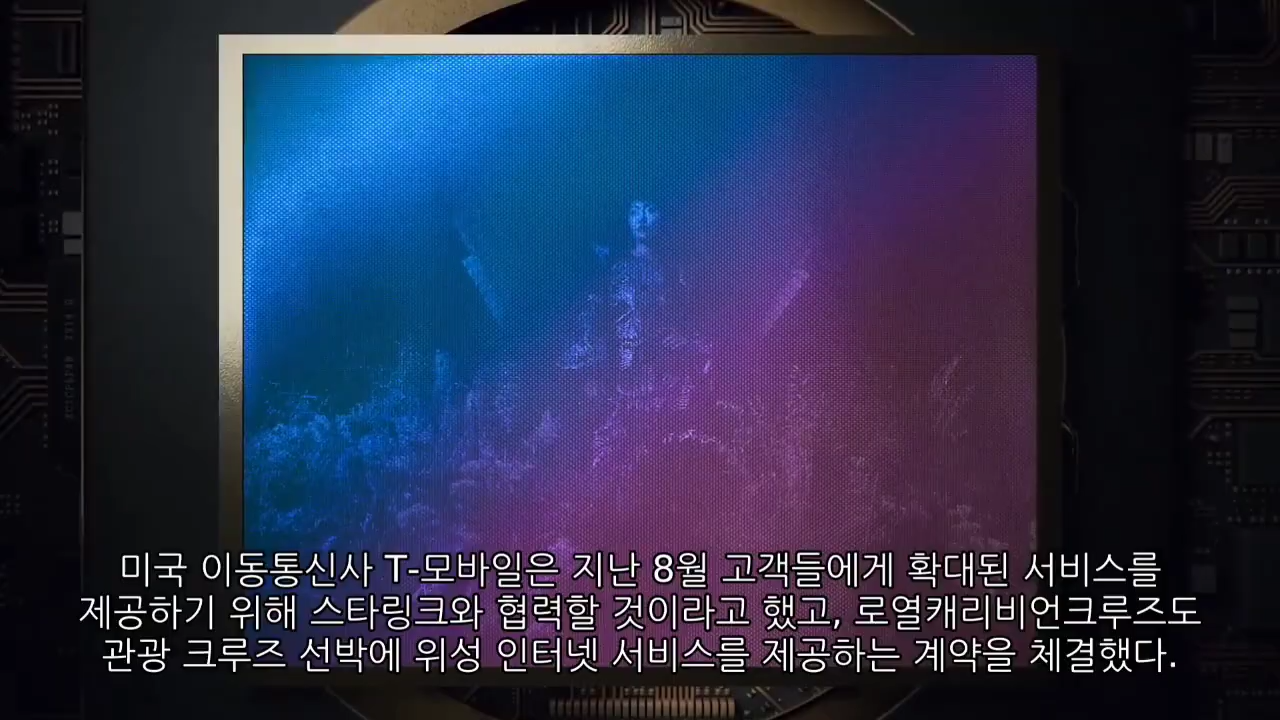 미국 이동통신사 T-모바일은 지난 8월 고객들에게 확대된 서비스를
제공하기 위해 스타링크와 협력할 것이라고 했고, 로열캐리비언크루즈도
관광 크루즈 선박에 위성 인터넷 서비스를 제공하는 계약을 체결했다.